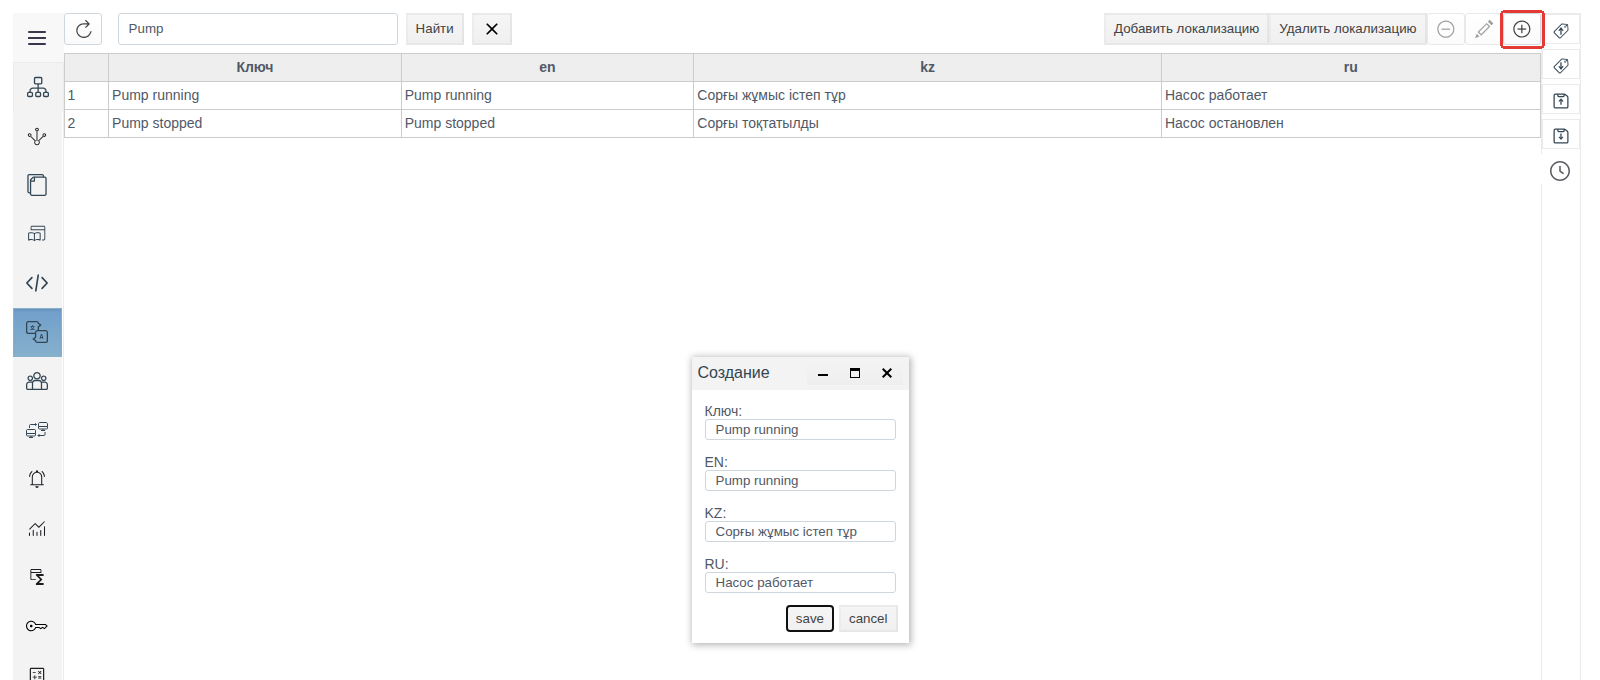 Pump Найти Добавить локализацию Удалить локализацию
Ключ en kz ru
1 Pump running Pump running Сорғы жұмыс істеп тұр Насос работает
2 Pump stopped Pump stopped Сорғы тоқтатылды Насос остановлен
Создание
Ключ:
Pump running
EN:
Pump running
KZ:
Сорғы жұмыс істеп тұр
RU:
Насос работает
save cancel